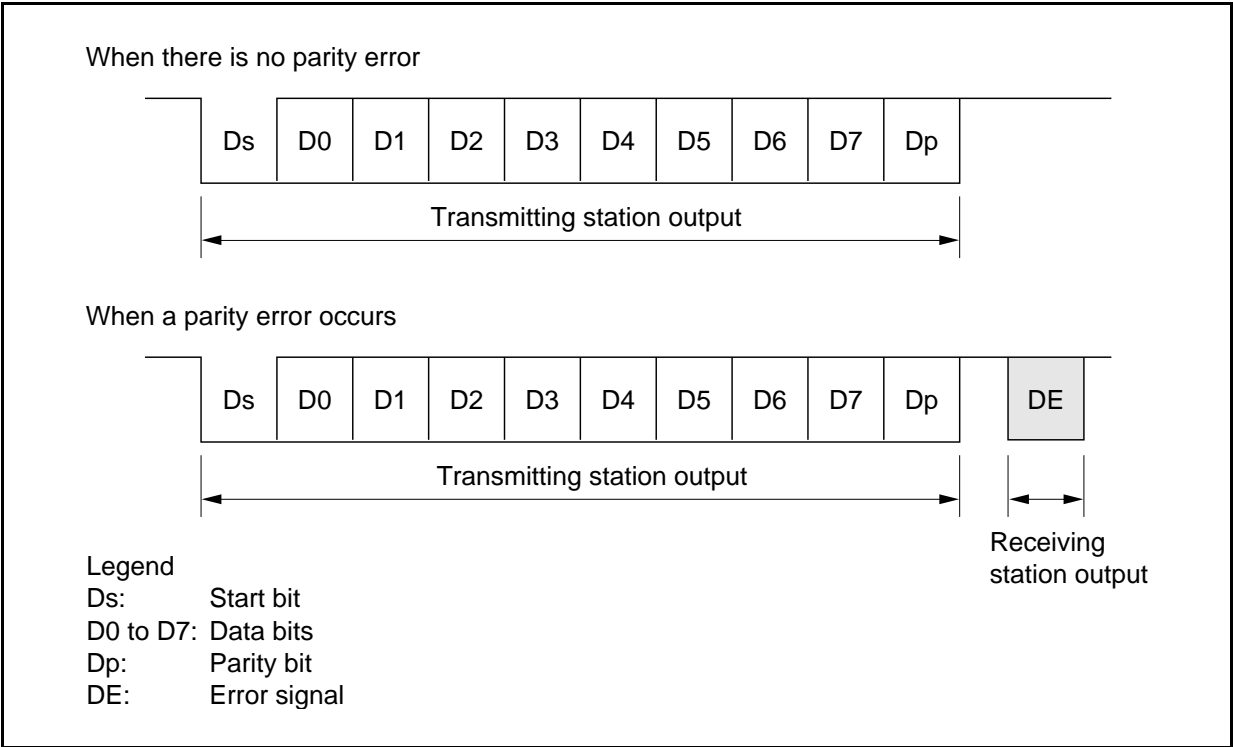 When there is no parity error
Ds D0 D1 D2 D3 D4 D5 D6 D7 Dp
Transmitting station output
When a parity error occurs
Ds D0 D1 D2 D3 D4 D5 D6 D7 Dp DE
Transmitting station output
Receiving
station output
Legend
Ds: Start bit
D0 to D7: Data bits
Dp: Parity bit
DE: Error signal